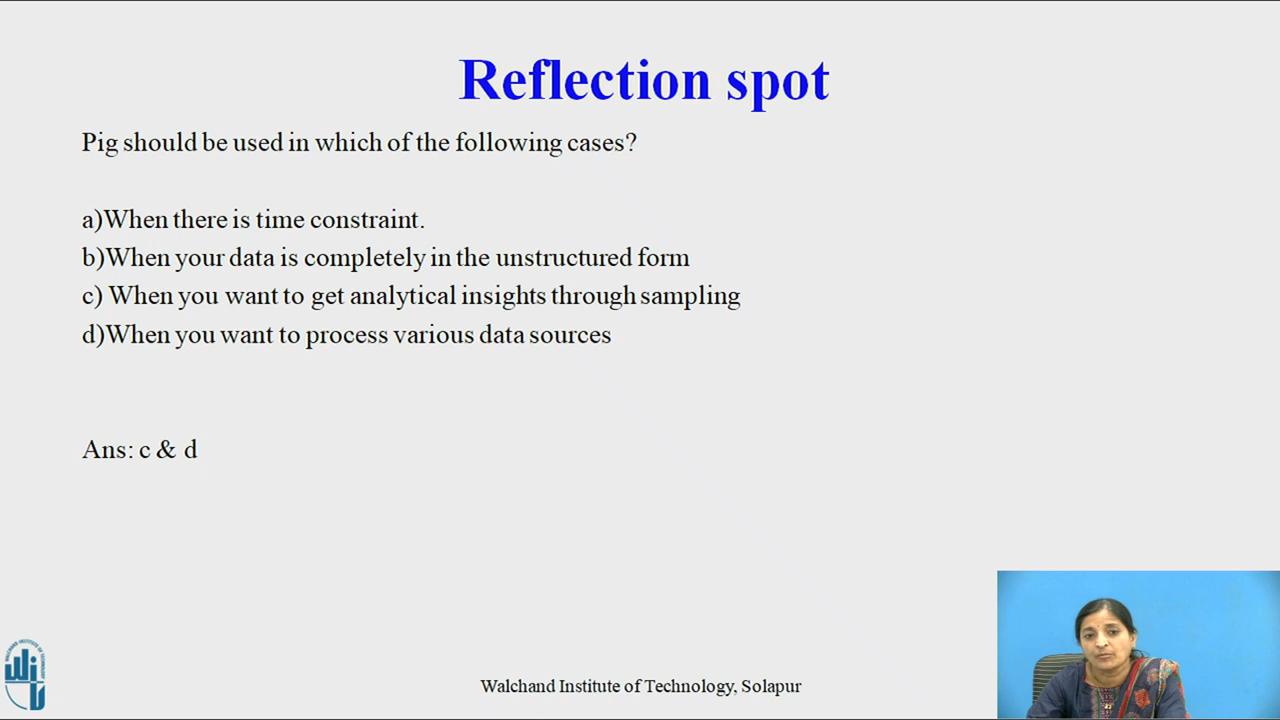 Reflection spot
Pig should be used in which of the following cases?
a)When there is time constraint.
b)When your data is completely in the unstructured form
c) When you want to get analytical insights through sampling
d)When you want to process various data sources
Ans: c & d
Walchand Institute of Technology, Solapur